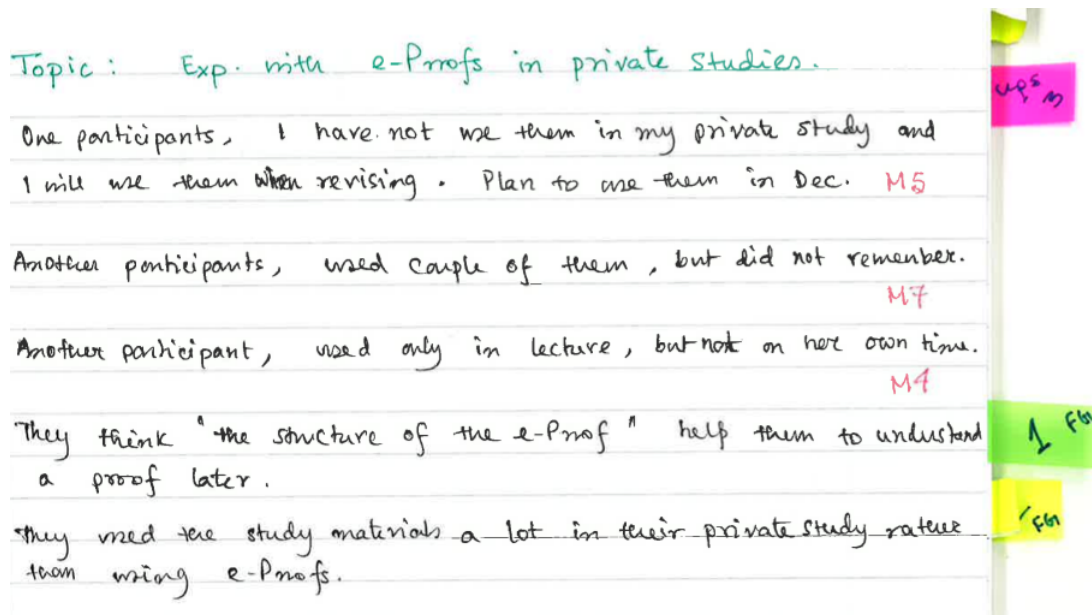 Topic: Exp. with e-Proofs in private studies.
One participants, I have not use them in my private study and
I will use them when revising. Plan to use them in Dec. M5
Another participants, used couple of them, but did not remember.
M7
Another participant, used only in lecture, but not on her own time.
M4
They think "the structure of the e-Proof" help them to understand
a proof later.
They used the study materials a lot in their private study rather
than using e-Proofs.
ups
3
1 FG1
FG1